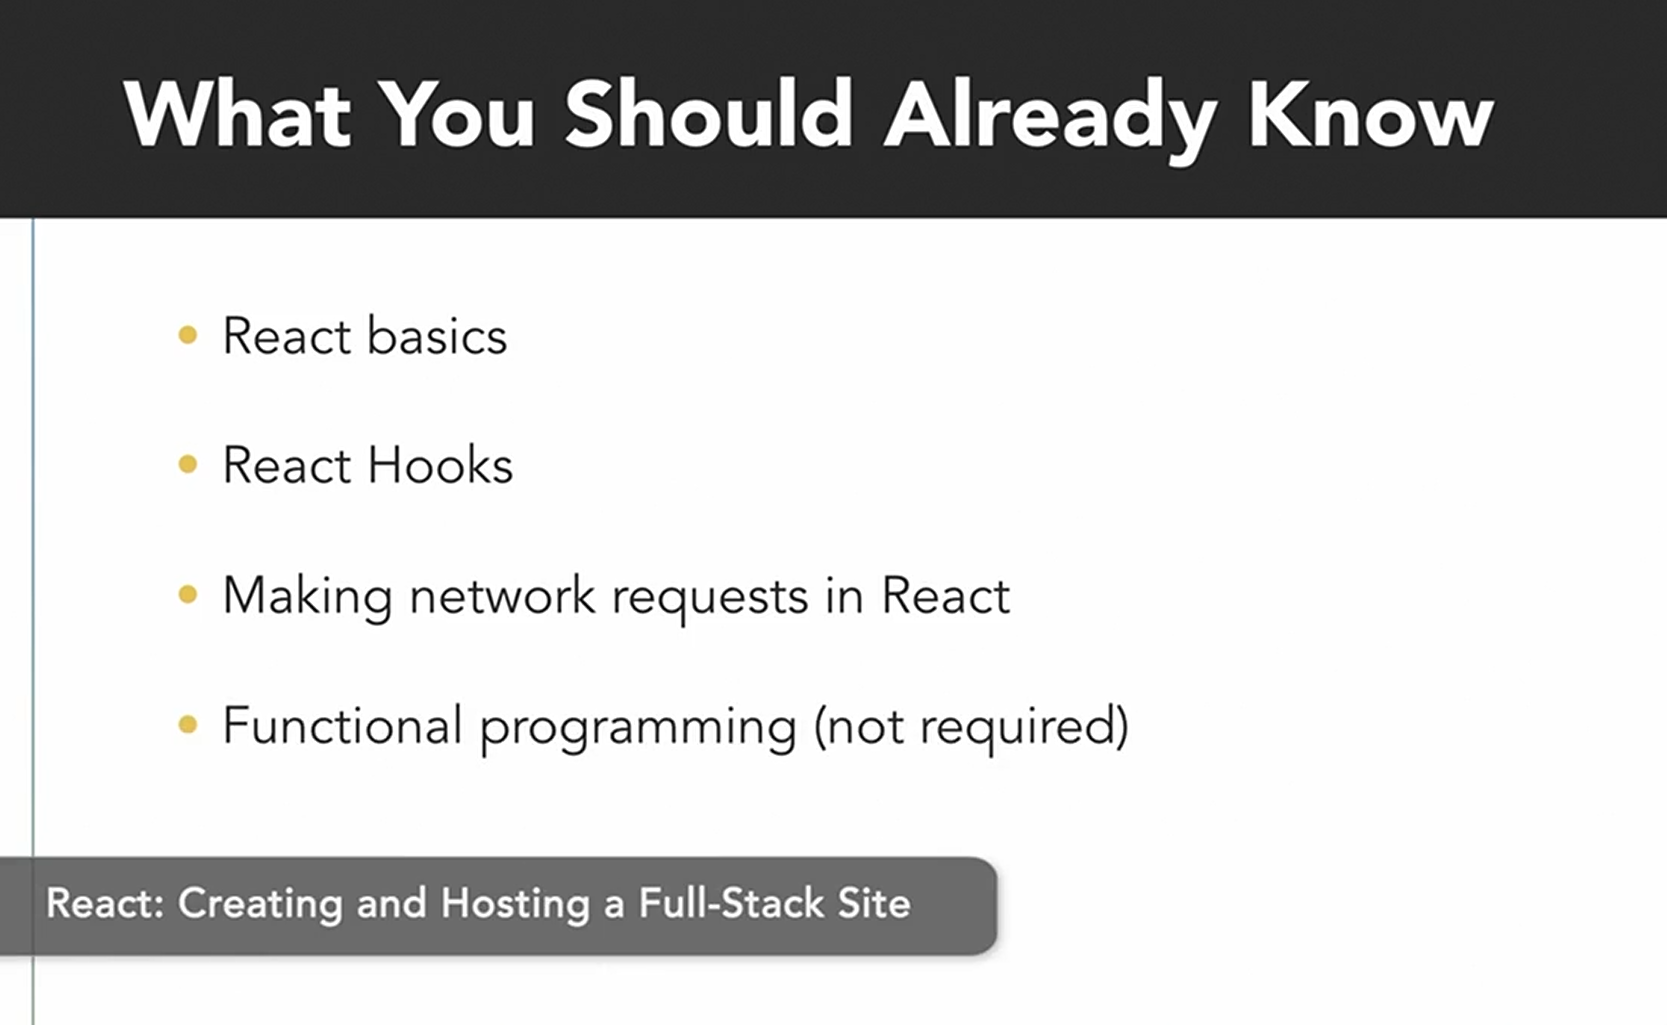 What You Should Already Know
React basics
React Hooks
Making network requests in React
Functional programming (not required)
React: Creating and Hosting a Full-Stack Site